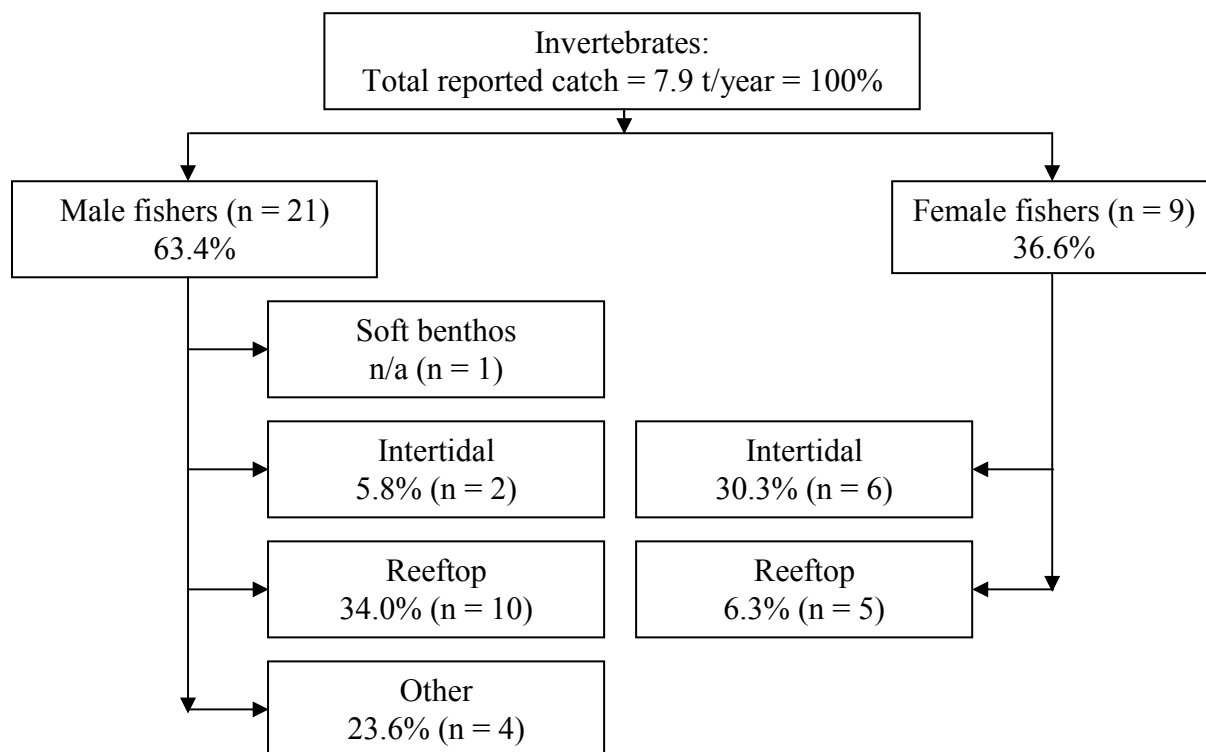 Invertebrates:
Total reported catch = 7.9 t/year = 100%
Male fishers (n = 21)
63.4%
Female fishers (n = 9)
36.6%
Soft benthos
n/a (n = 1)
Intertidal
5.8% (n = 2)
Intertidal
30.3% (n = 6)
Reeftop
34.0% (n = 10)
Reeftop
6.3% (n = 5)
Other
23.6% (n = 4)